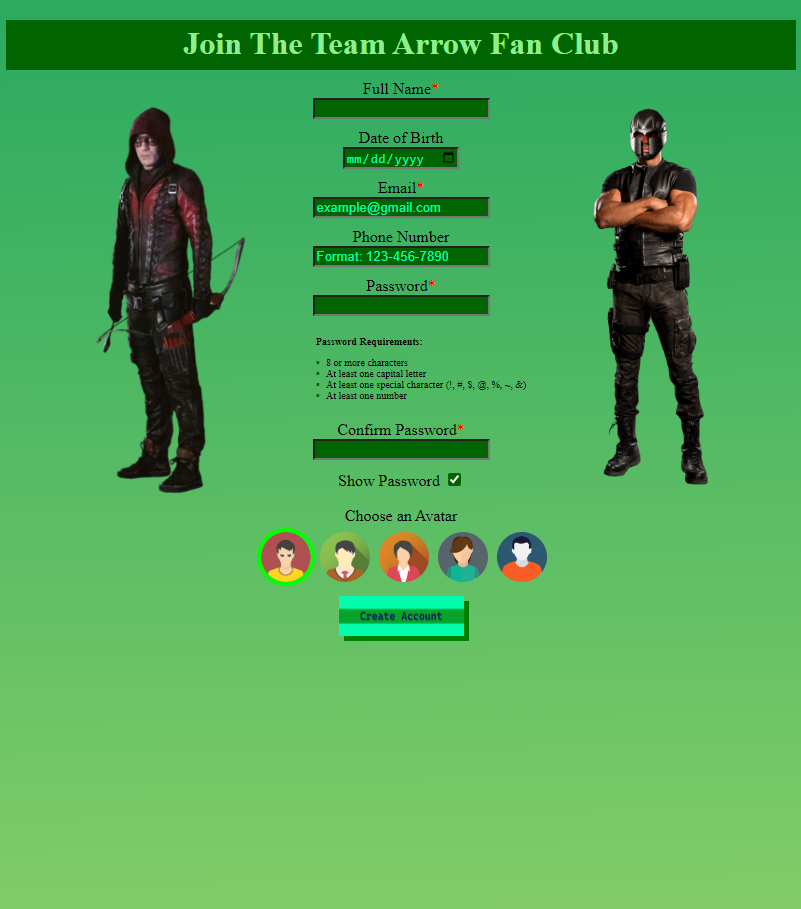 Join The Team Arrow Fan Club
Full Name*
Date of Birth
mm/dd/yyyy
Email*
example@gmail.com
Phone Number
Format: 123-456-7890
Password*
Password Requirements:
8 or more characters
At least one capital letter
At least one special character (!, #, $, @, %, ~, &)
At least one number
Confirm Password*
Show Password
Choose an Avatar
Create Account